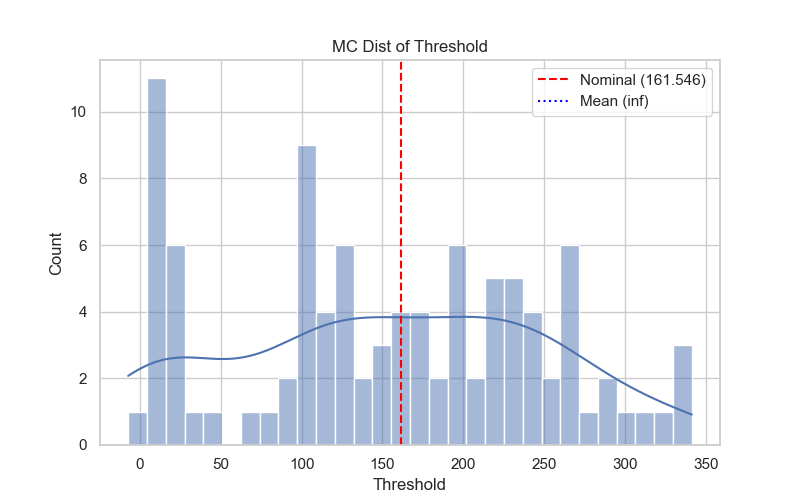 MC Dist of Threshold
Nominal (161.546)
Mean (inf)
Count
10
8
6
4
2
0
0 50 100 150 200 250 300 350
Threshold